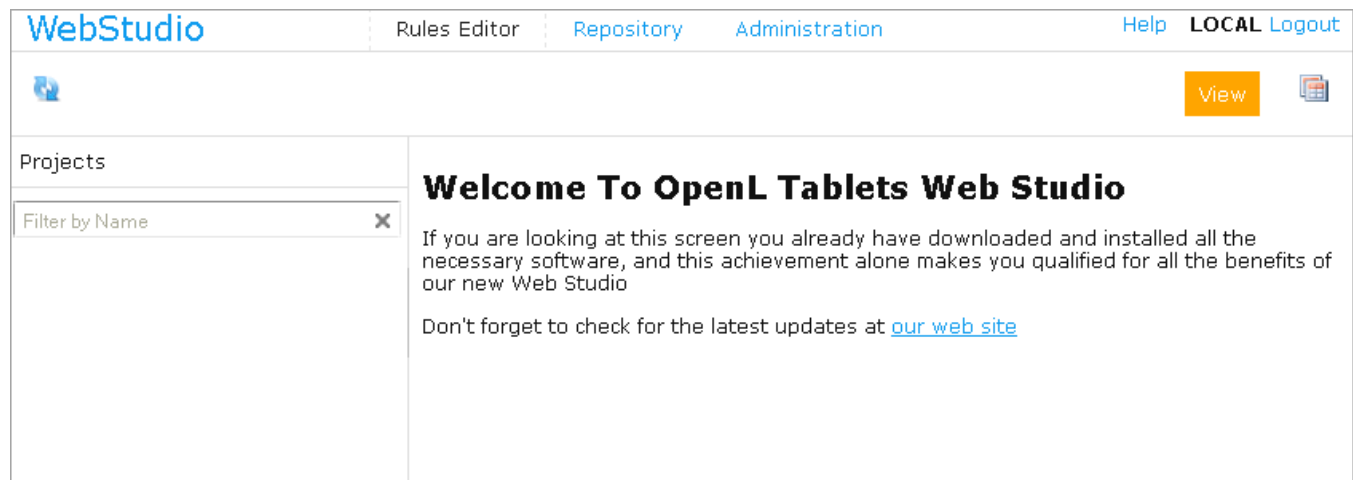 WebStudio Rules Editor Repository Administration Help LOCAL Logout
View
Projects
Filter by Name
Welcome To OpenL Tablets Web Studio
If you are looking at this screen you already have downloaded and installed all the
necessary software, and this achievement alone makes you qualified for all the benefits of
our new Web Studio
Don't forget to check for the latest updates at our web site